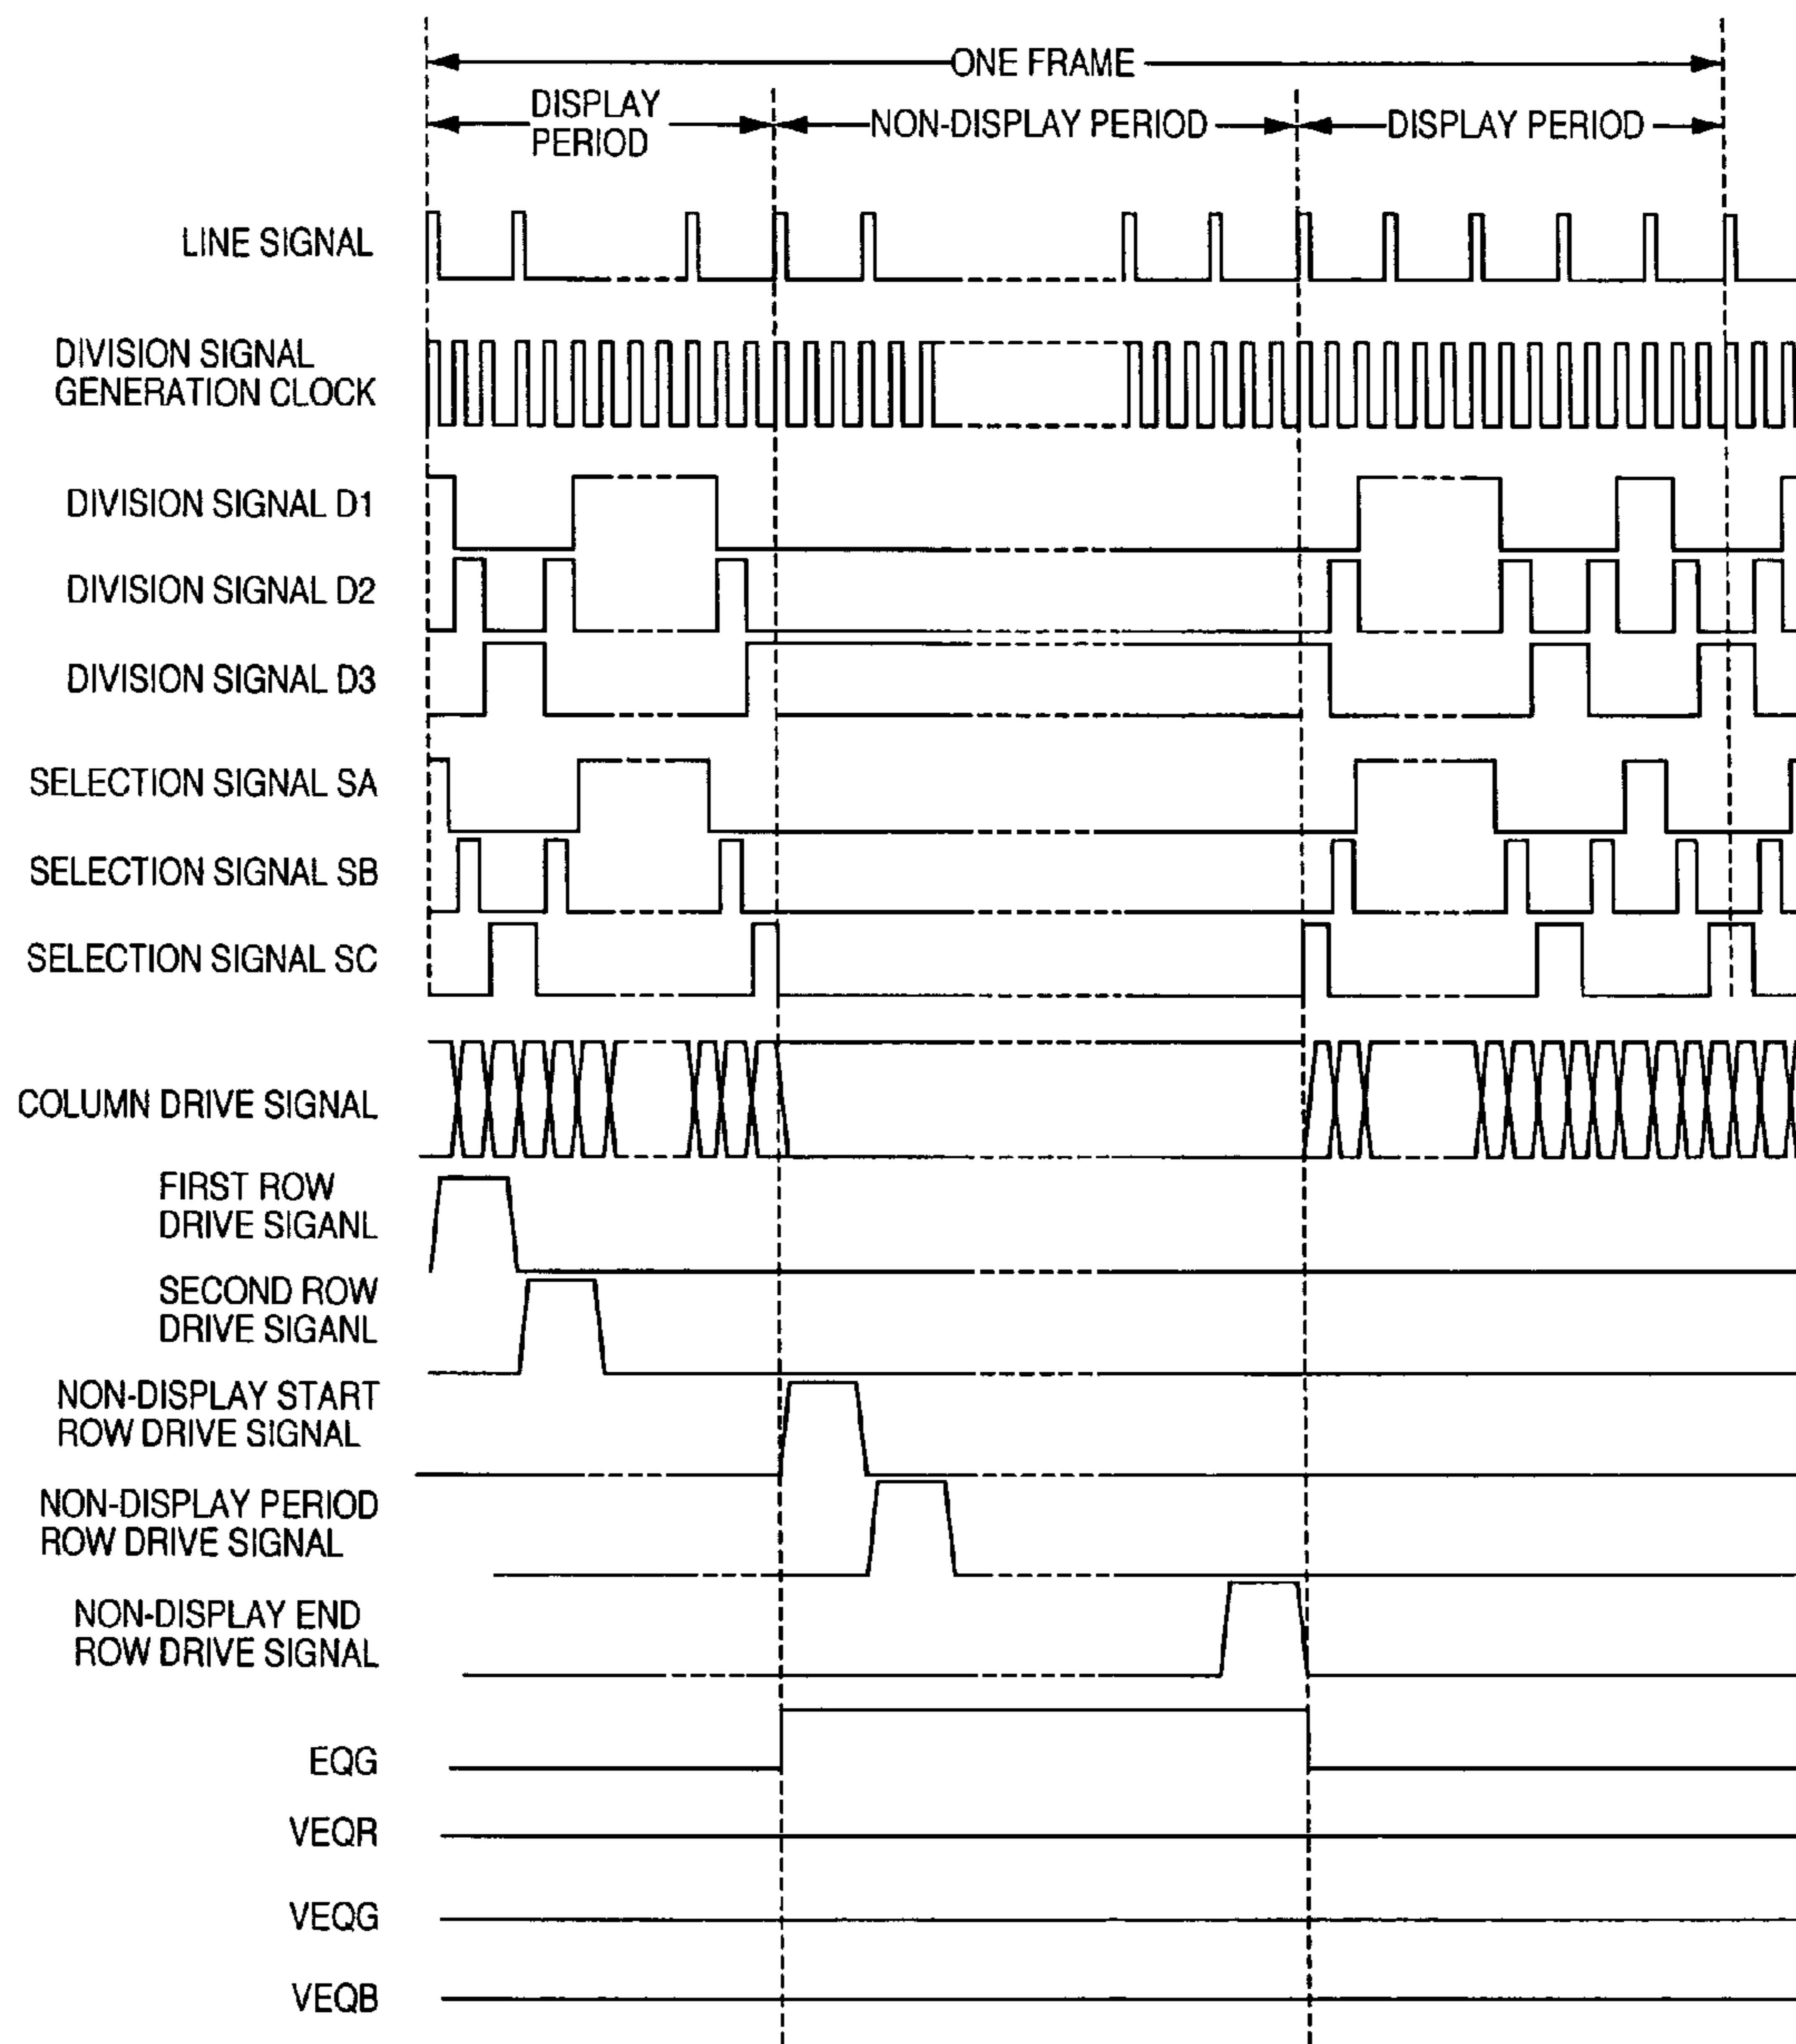 ONE FRAME
DISPLAY
PERIOD
NON-DISPLAY PERIOD
DISPLAY PERIOD
LINE SIGNAL
DIVISION SIGNAL
GENERATION CLOCK
DIVISION SIGNAL D1
DIVISION SIGNAL D2
DIVISION SIGNAL D3
SELECTION SIGNAL SA
SELECTION SIGNAL SB
SELECTION SIGNAL SC
COLUMN DRIVE SIGNAL
FIRST ROW
DRIVE SIGANL
SECOND ROW
DRIVE SIGANL
NON-DISPLAY START
ROW DRIVE SIGNAL
NON-DISPLAY PERIOD
ROW DRIVE SIGNAL
NON-DISPLAY END
ROW DRIVE SIGNAL
EQG
VEQR
VEQG
VEQB